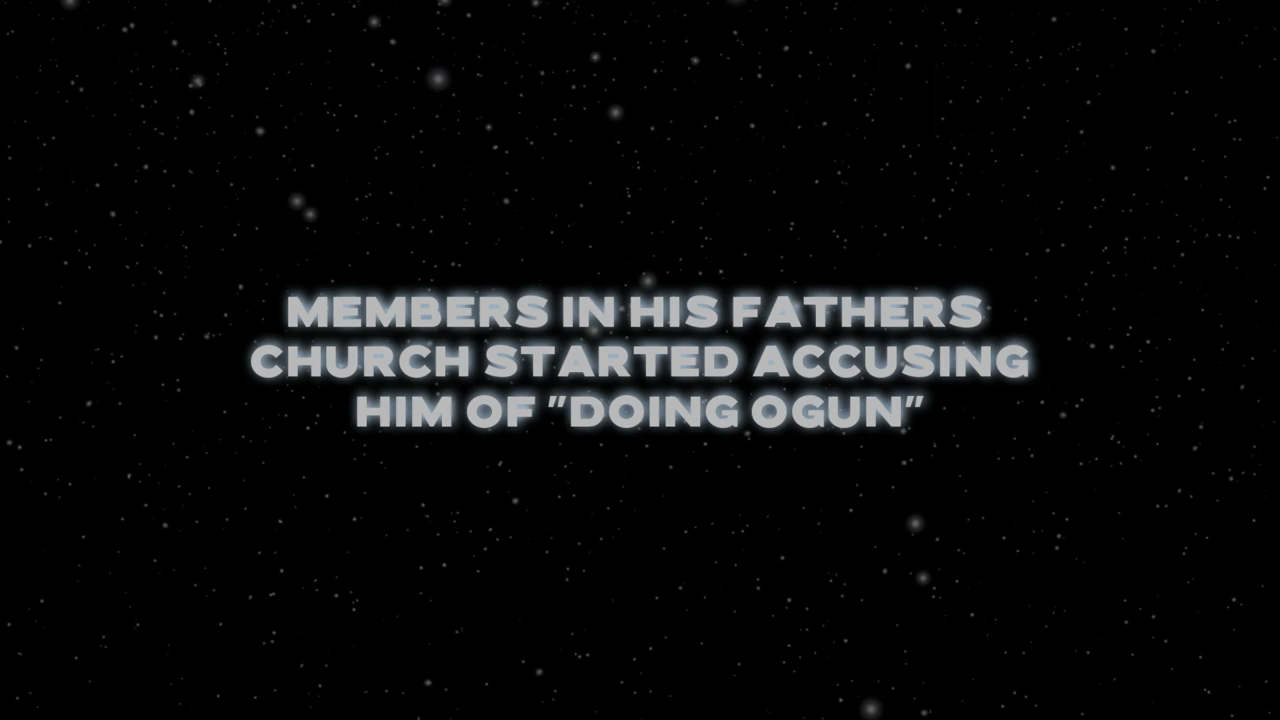 MEMBERS IN HIS FATHERS
CHURCH STARTED ACCUSING
HIM OF "DOING OGUN"